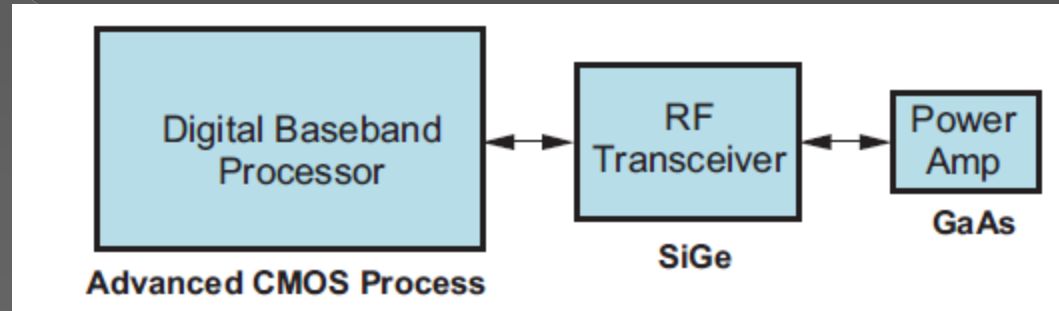 Digital Baseband
Processor
RF
Transceiver
Power
Amp
Advanced CMOS Process
SiGe
GaAs